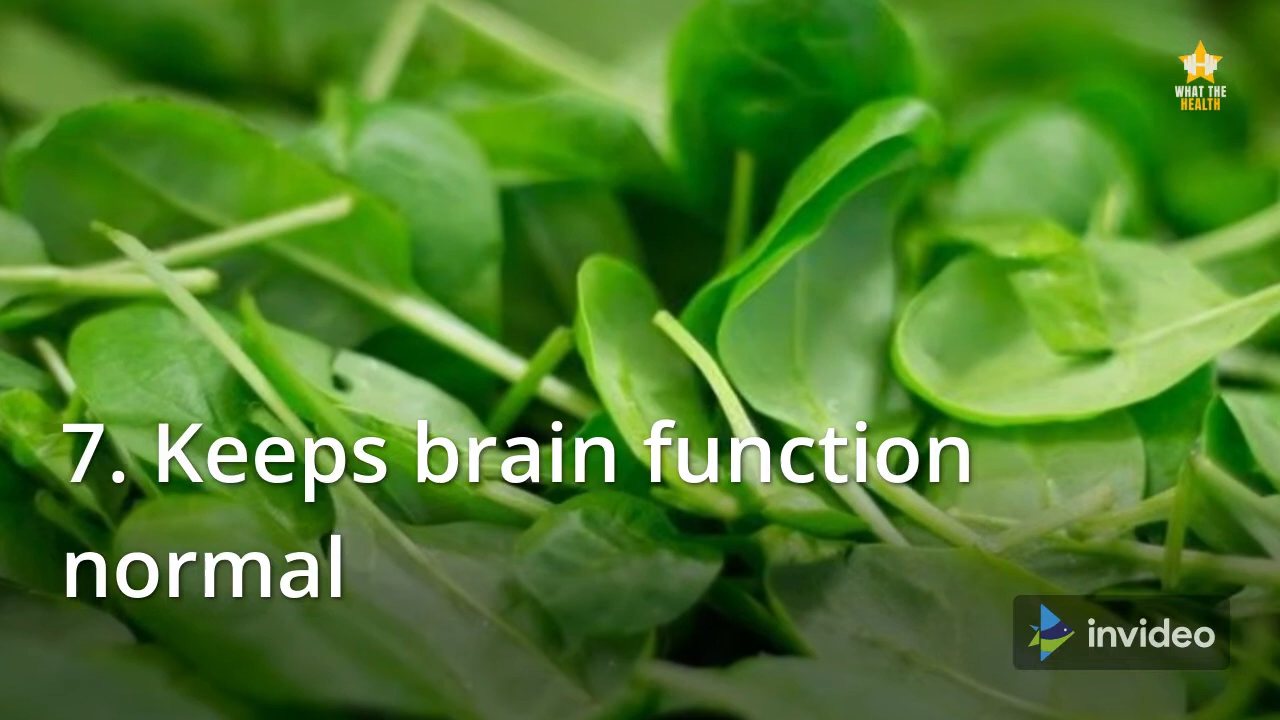 WHAT THE
HEALTH
7. Keeps brain function
normal
invideo